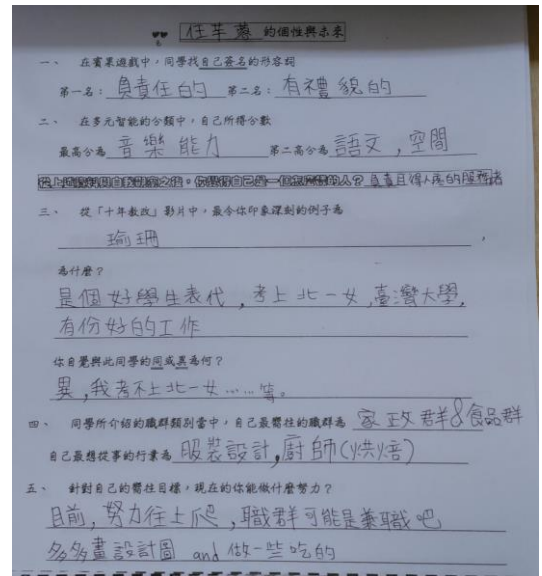 任芊蓉 的個性與未來
一、 在賓果遊戲中，同學找自己簽名的形容詞
第一名：負責任的 第二名：有禮貌的
二、 在多元智能的分類中，自己所得分數
最高分為 音樂能力 第二高分為 語文，空間
從上述資料與自我探索之後，你覺得自己是一個怎麼樣的人？負責且得人疼的服務者
三、 從「十年教改」影片中，最令你印象深刻的例子為
瑜珊，
為什麼？
是個好學生表代，考上北一女，臺灣大學，
有份好的工作
你自覺與此同學的同或異為何？
異，我考不上北一女……等。
四、 同學所介紹的職群類別當中，自己最嚮往的職群為 家政群&食品群
自己最想從事的行業為 服裝設計，廚師(烘焙)
五、 針對自己的嚮往目標，現在的你能做什麼努力？
目前，努力往上爬，職群可能是兼職吧
多多畫設計圖 and 做一些吃的